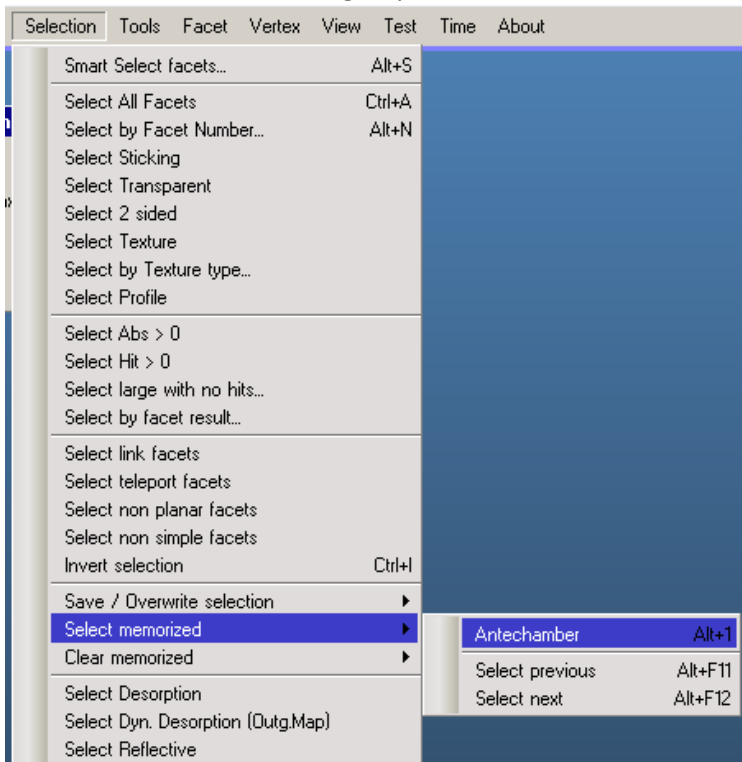 Selection Tools Facet Vertex View Test Time About
Smart Select facets... Alt+S
Select All Facets Ctrl+A
Select by Facet Number... Alt+N
Select Sticking
Select Transparent
Select 2 sided
Select Texture
Select by Texture type...
Select Profile
Select Abs > 0
Select Hit > 0
Select large with no hits...
Select by facet result...
Select link facets
Select teleport facets
Select non planar facets
Select non simple facets
Invert selection Ctrl+I
Save / Overwrite selection
Select memorized
Antechamber Alt+1
Clear memorized
Select previous Alt+F11
Select next Alt+F12
Select Desorption
Select Dyn. Desorption (Outg.Map)
Select Reflective